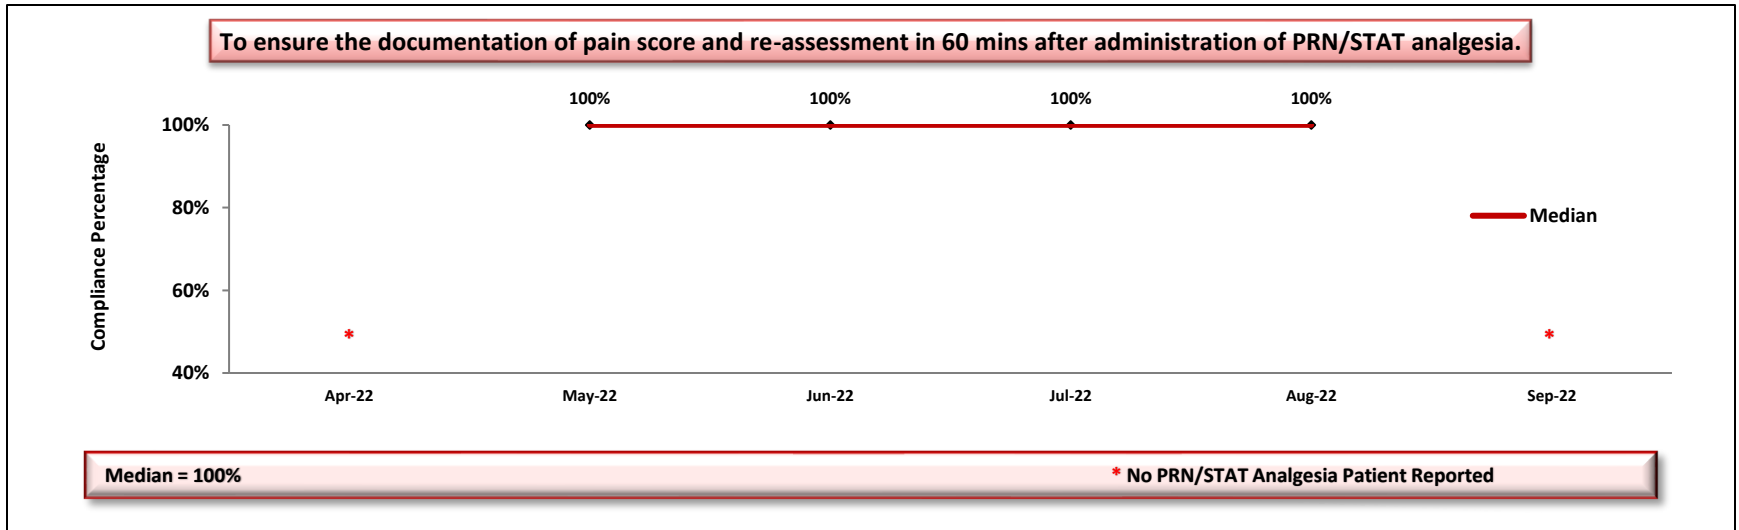 To ensure the documentation of pain score and re-assessment in 60 mins after administration of PRN/STAT analgesia.
100% 100% 100% 100%
100%
80%
60%
40%
Compliance Percentage
Median
*
*
Apr-22 May-22 Jun-22 Jul-22 Aug-22 Sep-22
Median = 100% * No PRN/STAT Analgesia Patient Reported